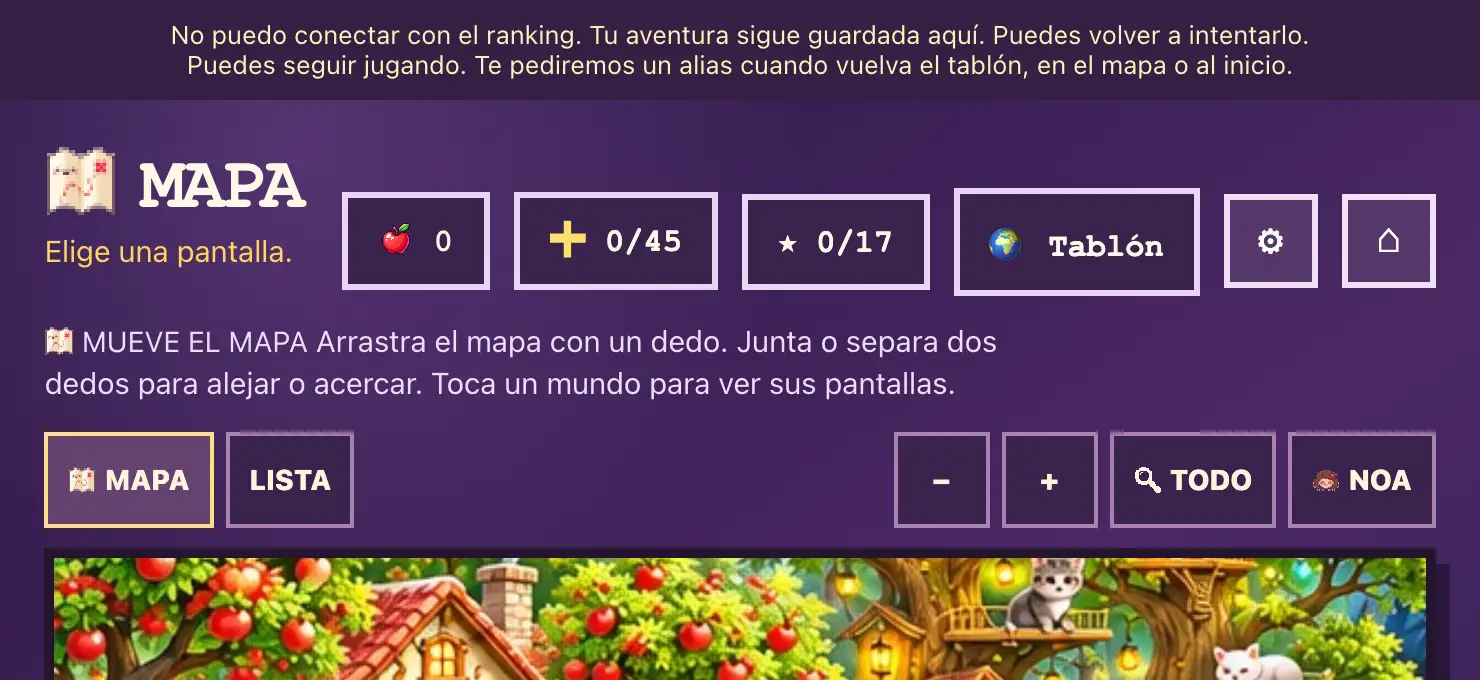 No puedo conectar con el ranking. Tu aventura sigue guardada aquí. Puedes volver a intentarlo.
Puedes seguir jugando. Te pediremos un alias cuando vuelva el tablón, en el mapa o al inicio.
MAPA
Elige una pantalla.
0
0/45
★ 0/17
Tablón
MUEVE EL MAPA Arrastra el mapa con un dedo. Junta o separa dos
dedos para alejar o acercar. Toca un mundo para ver sus pantallas.
MAPA
LISTA
−
+
TODO
NOA